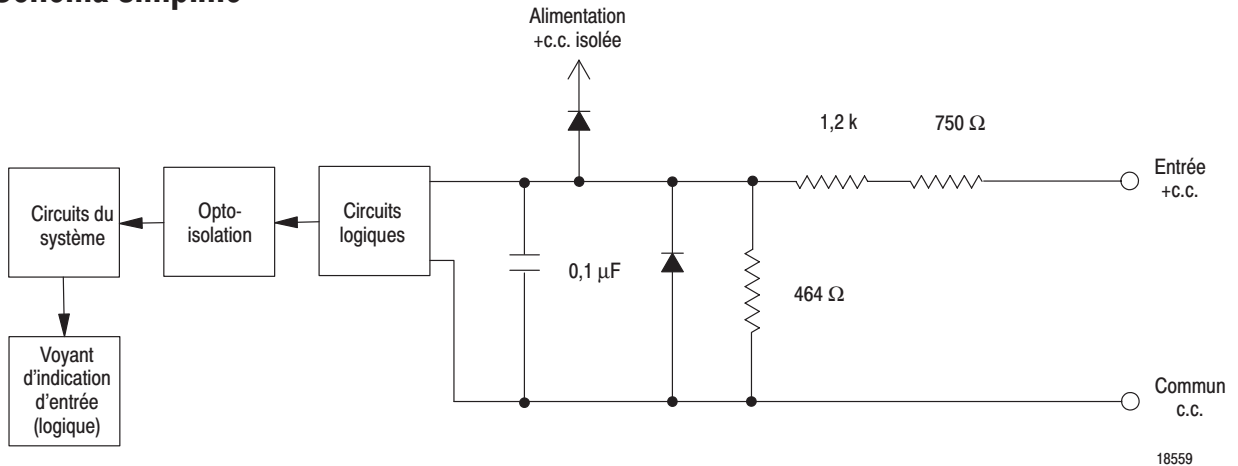 Schéma simplifié
Alimentation
+c.c. isolée
1,2 k
750 Ω
Entrée
+c.c.
Circuits du
système
Opto-
isolation
Circuits
logiques
0,1 μF
464 Ω
Voyant
d'indication
d'entrée
(logique)
Commun
c.c.
18559